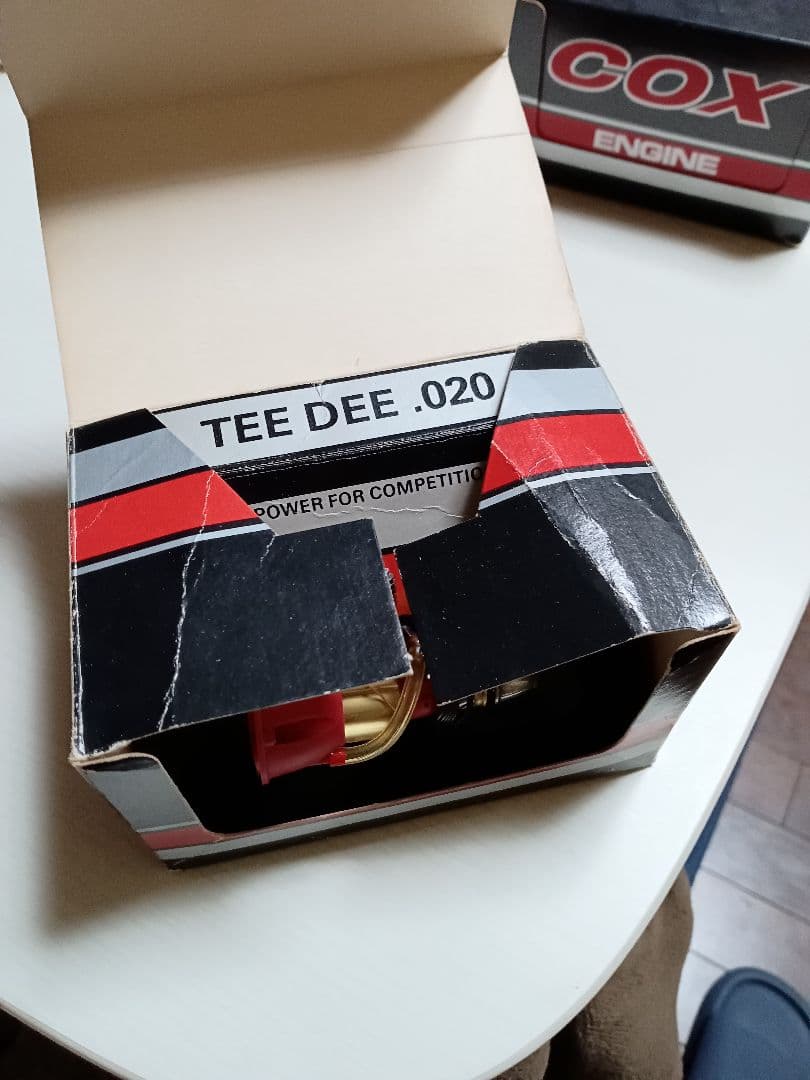 COX
ENGINE
TEE DEE .020
POWER FOR COMPETITIO